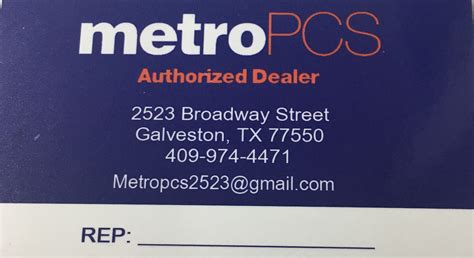 metroPCS
Authorized Dealer
2523 Broadway Street
Galveston, TX 77550
409-974-4471
Metropcs2523@gmail.com
REP: